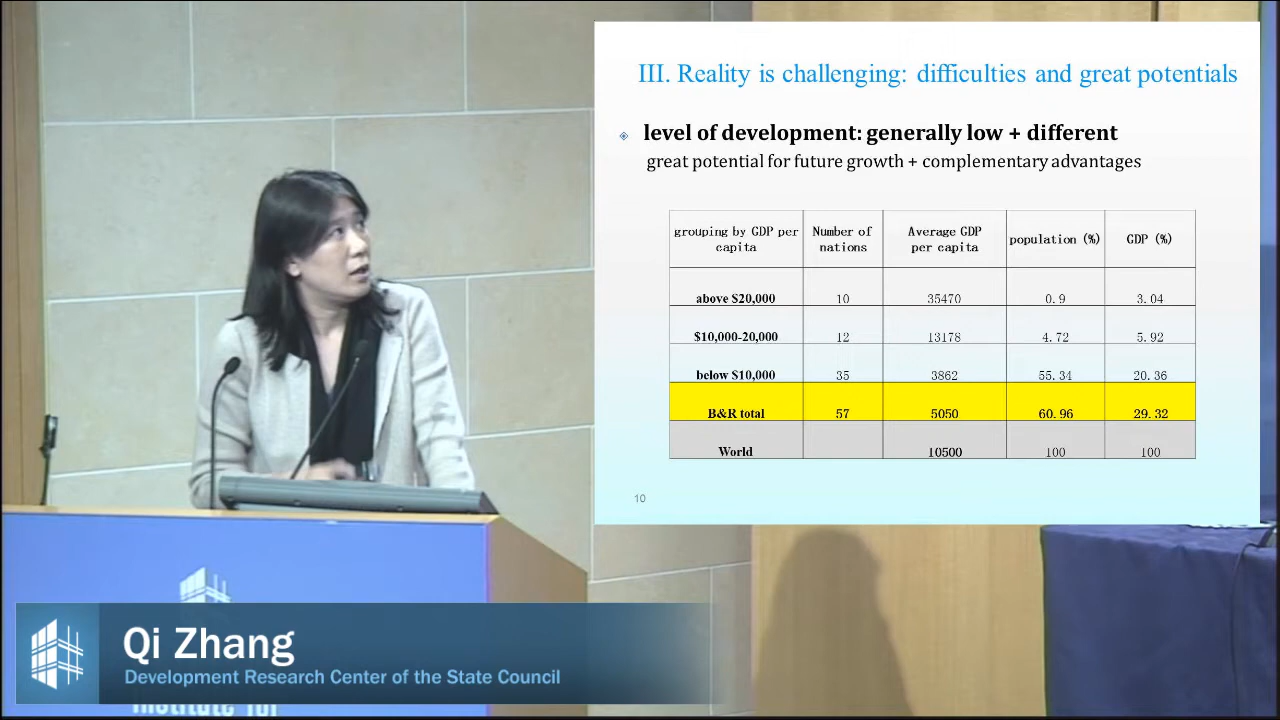 III. Reality is challenging: difficulties and great potentials
level of development: generally low + different
great potential for future growth + complementary advantages
grouping by GDP per capita Number of nations Average GDP per capita population (%) GDP (%)
above $20,000 10 35470 0.9 3.04
$10,000-20,000 12 13178 4.72 5.92
below $10,000 35 3862 55.34 20.36
B&R total 57 5050 60.96 29.32
World 10500 100 100
10
Qi Zhang
Development Research Center of the State Council
Institute for